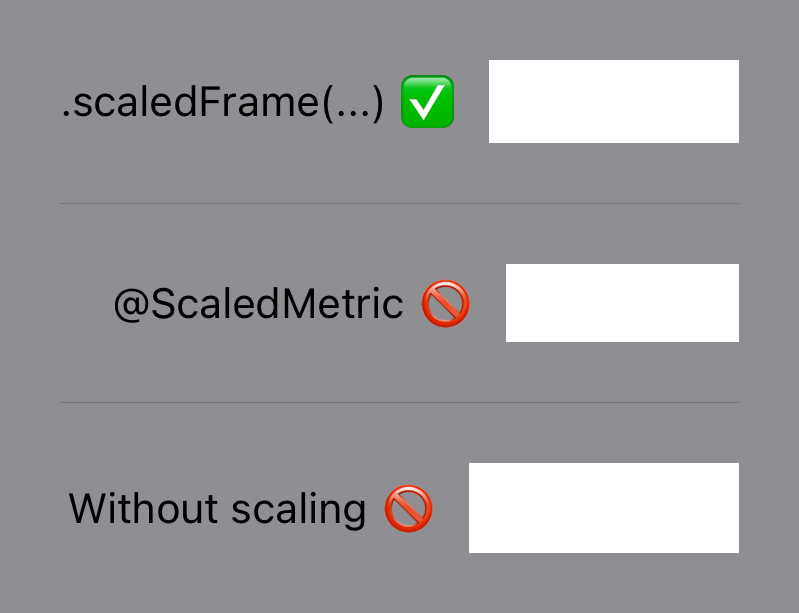 .scaledFrame(...) ✅
@ScaledMetric 🚫
Without scaling 🚫